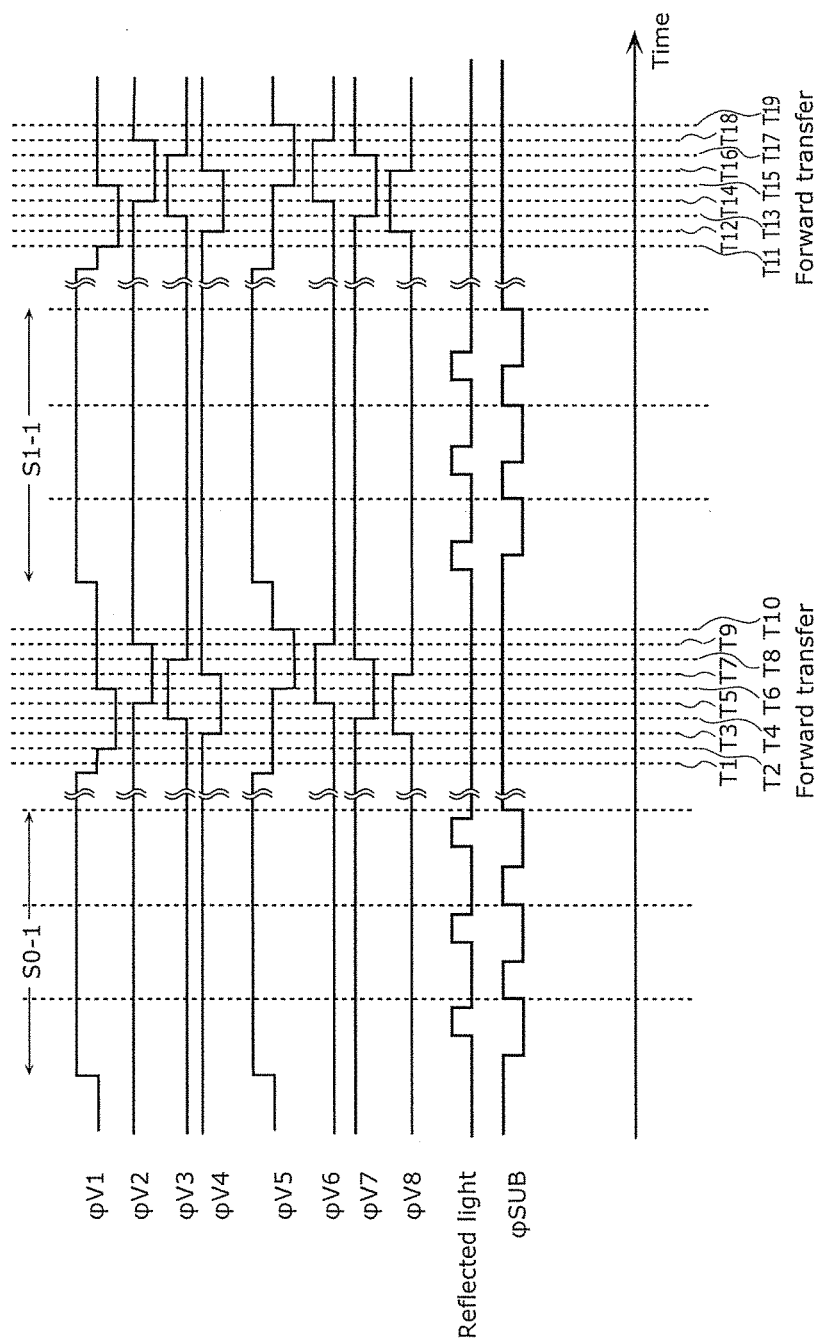 S0-1
S1-1
φV1
φV2
φV3
φV4
φV5
φV6
φV7
φV8
Reflected light
φSUB
Time
T1 T3 T5 T7 T9
T2 T4 T6 T8 T10
Forward transfer
T12 T14 T16 T18
T11 T13 T15 T17 T19
Forward transfer